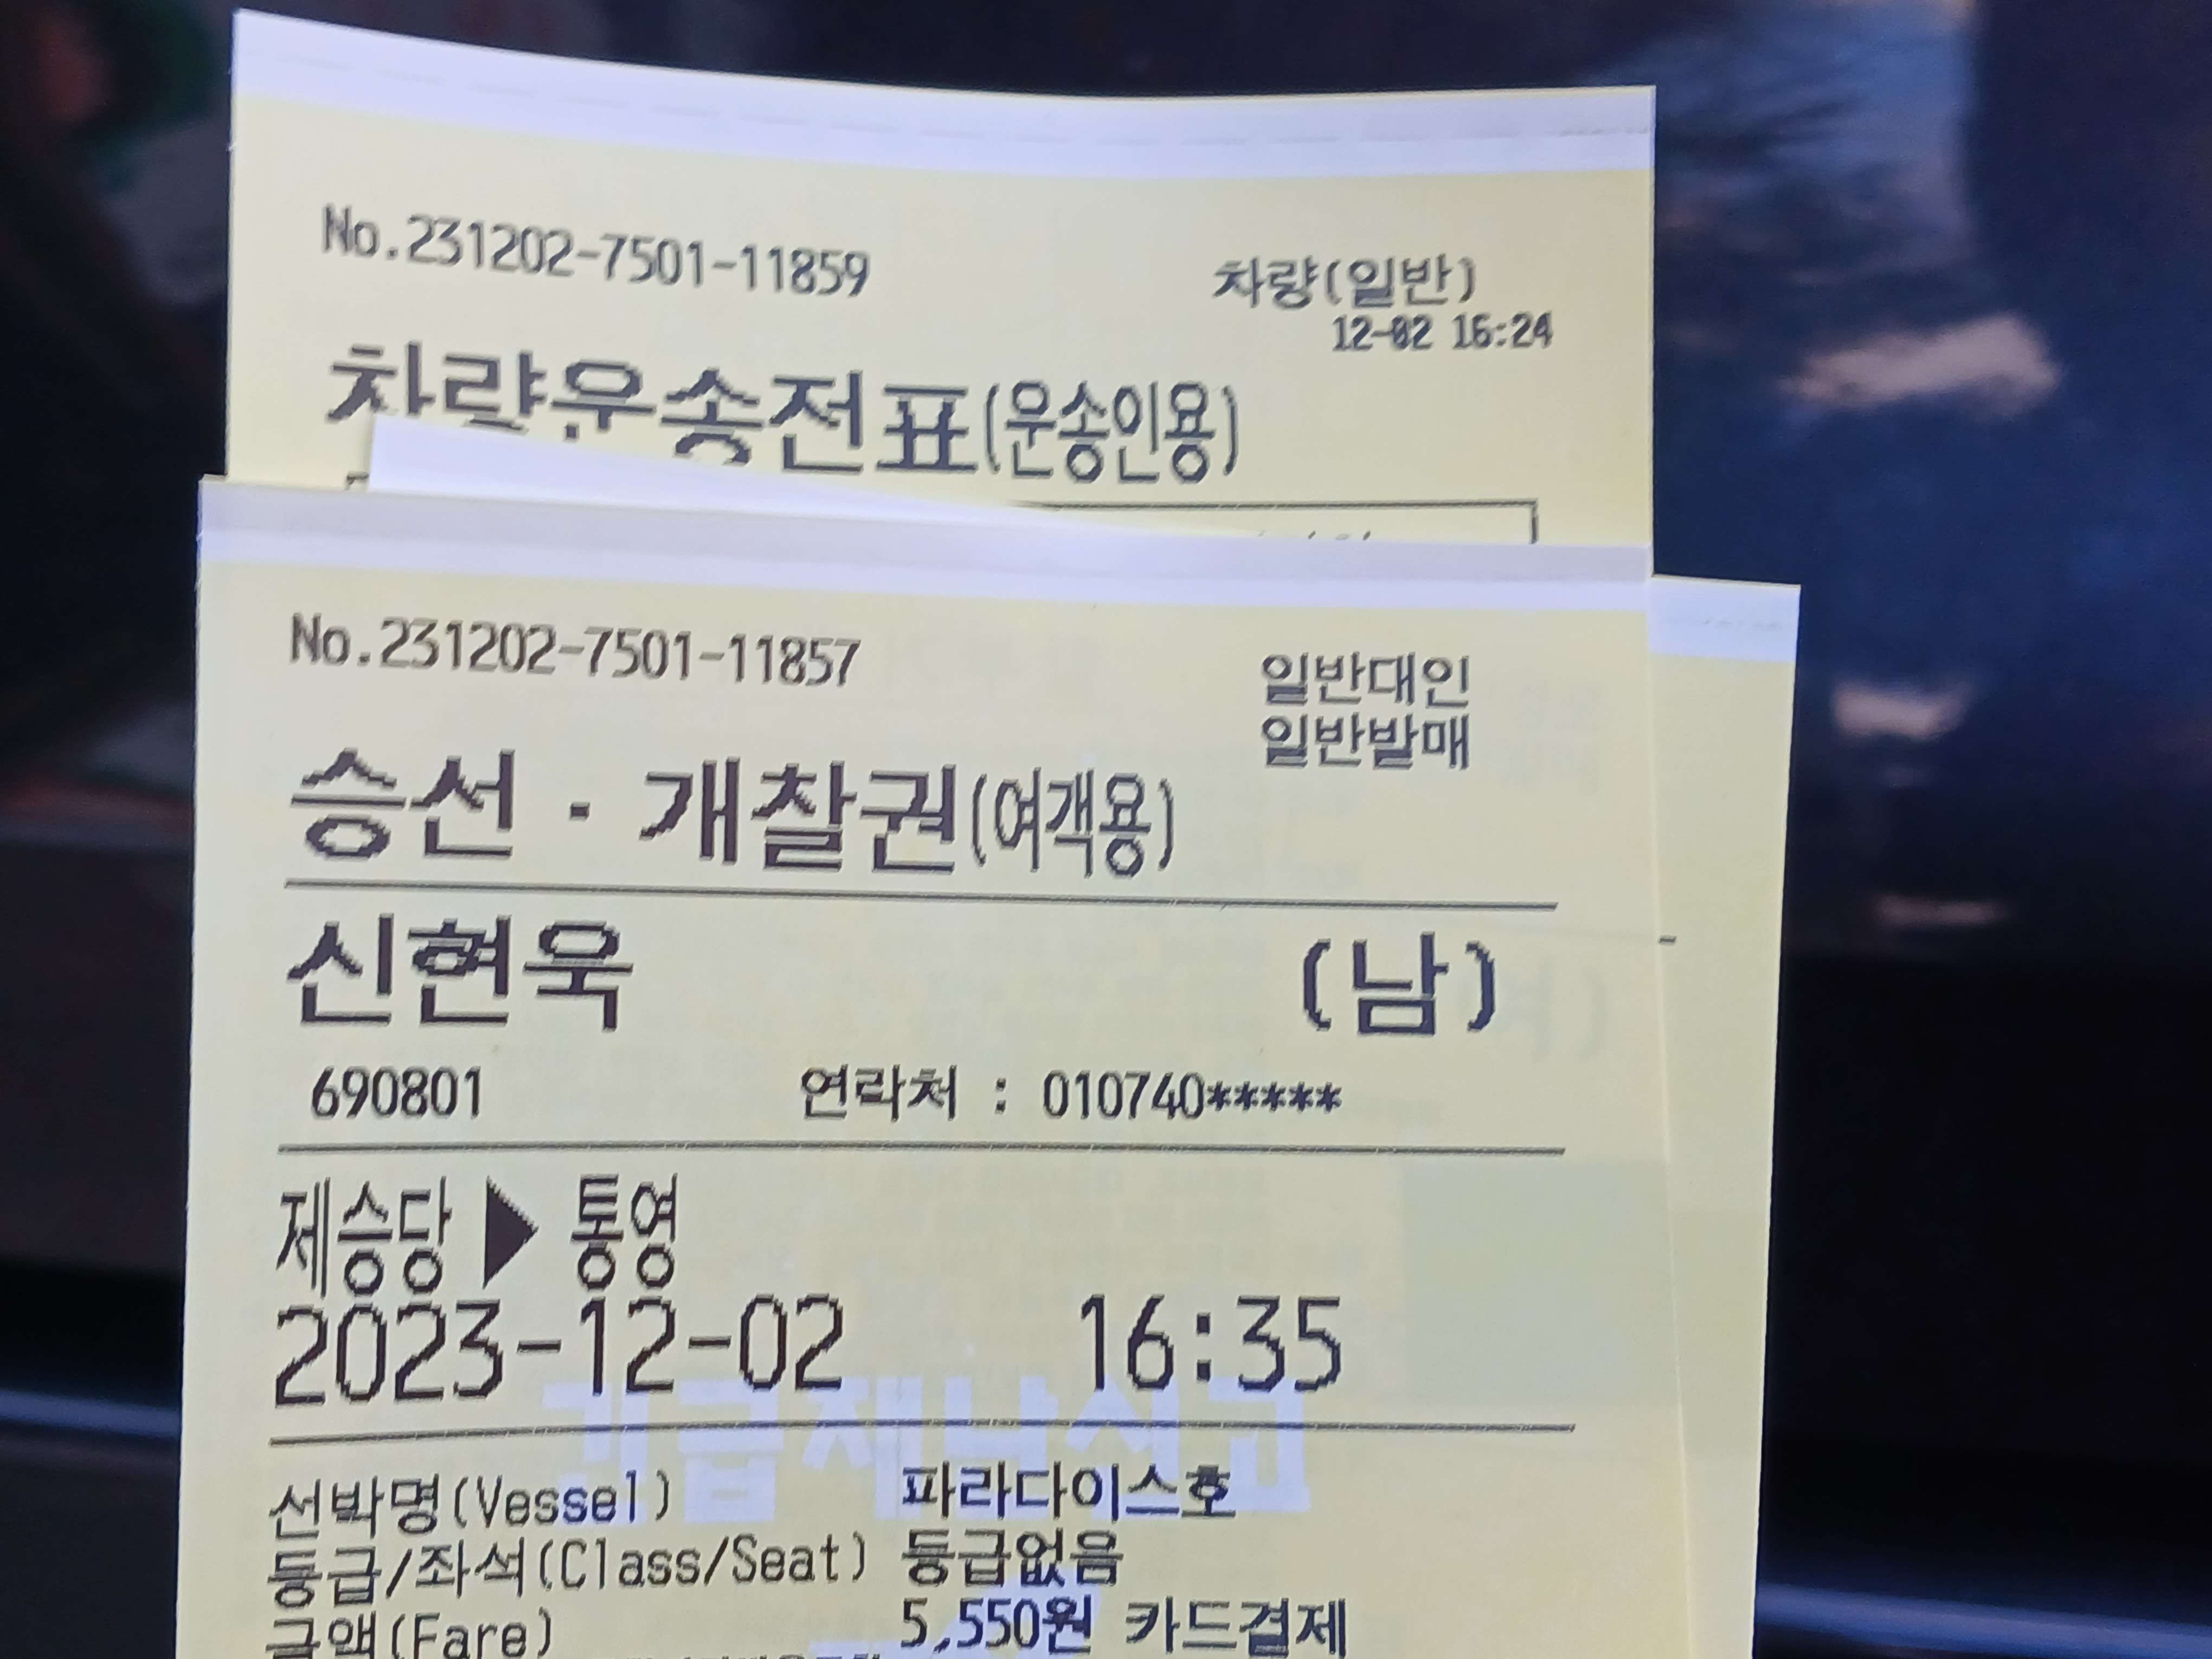 No.231202-7501-11859
차량(일반)
12-02 16:24
차량운송전표(운송인용)
No.231202-7501-11857
일반대인
일반발매
승선 · 개찰권(여객용)
신현욱 (남)
690801 연락처 : 010740*****
제승당 ▶ 통영
2023-12-02 16:35
선박명(Vessel) 파라다이스호
등급/좌석(Class/Seat) 등급없음
금액(Fare) 5,550원 카드결제